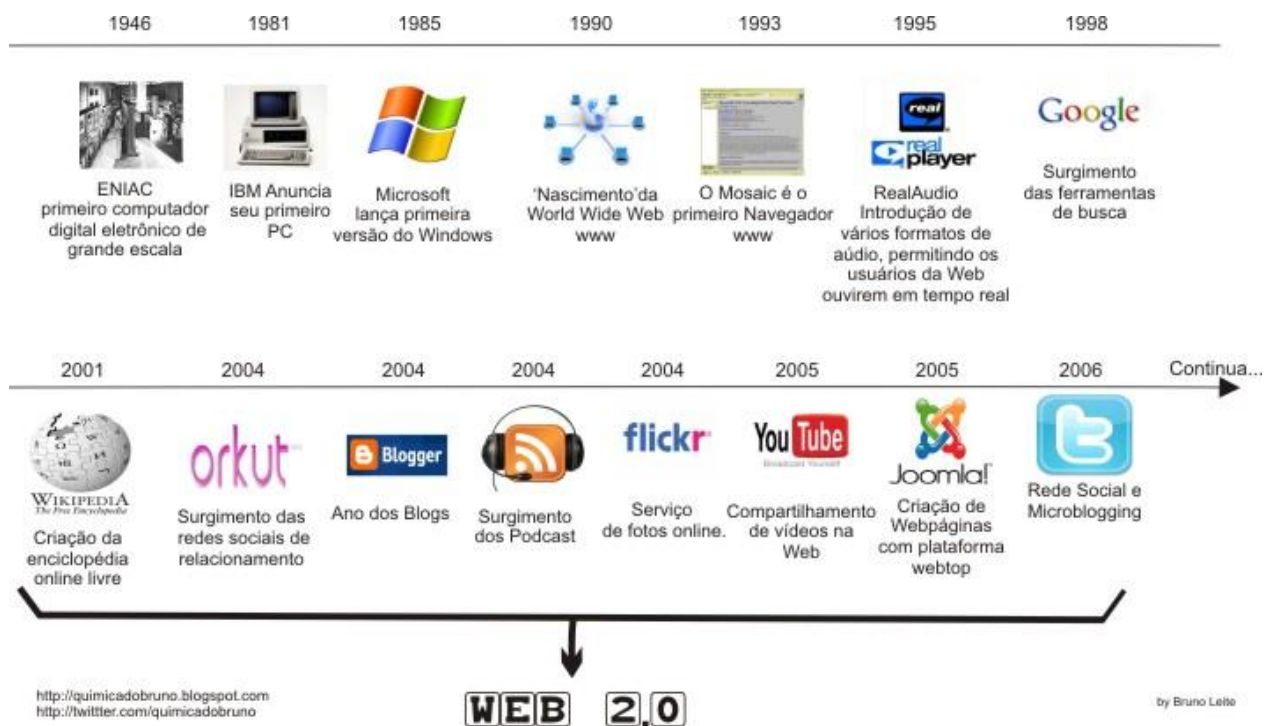 1946 1981 1985 1990 1993 1995 1998
ENIAC
primeiro computador
digital eletrônico de
grande escala
IBM Anuncia
seu primeiro
PC
Microsoft
lança primeira
versão do Windows
'Nascimento'da
World Wide Web
www
O Mosaic é o
primeiro Navegador
www
real
real
player
RealAudio
Introdução de
vários formatos de
aúdio, permitindo os
usuários da Web
ouvirem em tempo real
Google
Surgimento
das ferramentas
de busca
2001 2004 2004 2004 2004 2005 2005 2006 Continua...
WIKIPEDIA
The Free Encyclopedia
Criação da
enciclopédia
online livre
orkut
Surgimento das
redes sociais de
relacionamento
Blogger
Ano dos Blogs
Surgimento
dos Podcast
flickr
Serviço
de fotos online.
YouTube
Broadcast Yourself
Compartilhamento
de vídeos na
Web
Joomla!
Criação de
Webpáginas
com plataforma
webtop
Rede Social e
Microblogging
WEB 2.0
http://quimicadobruno.blogspot.com
http://twittter.com/quimicadobruno
by Bruno Leite